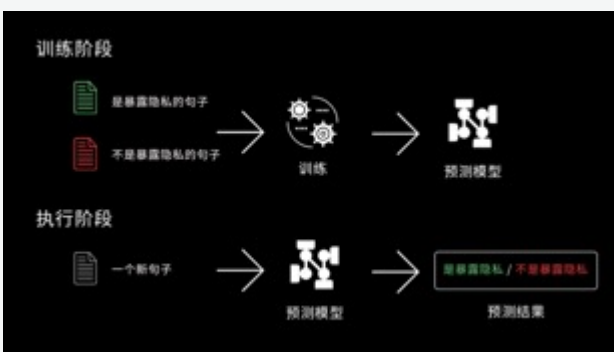 训练阶段
是暴露隐私的句子
不是暴露隐私的句子
训练
预测模型
执行阶段
一个新句子
预测模型
是暴露隐私 / 不是暴露隐私
预测结果